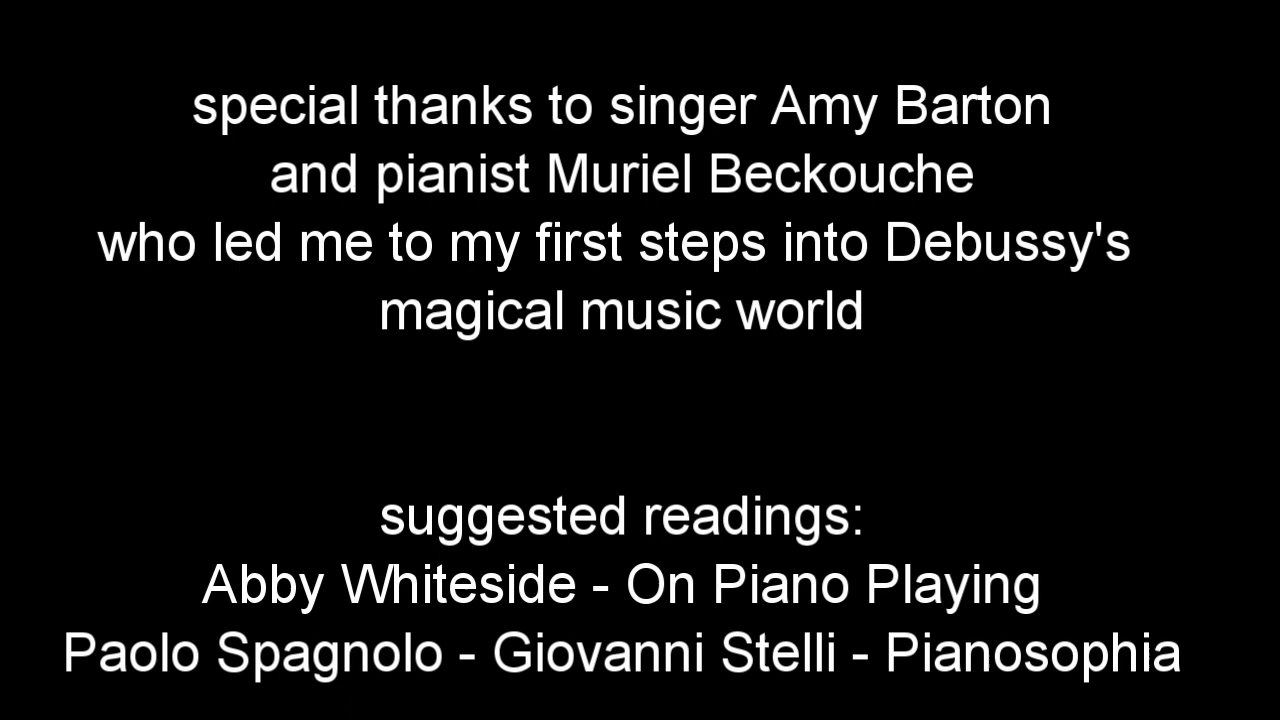 special thanks to singer Amy Barton
and pianist Muriel Beckouche
who led me to my first steps into Debussy's
magical music world
suggested readings:
Abby Whiteside - On Piano Playing
Paolo Spagnolo - Giovanni Stelli - Pianosophia